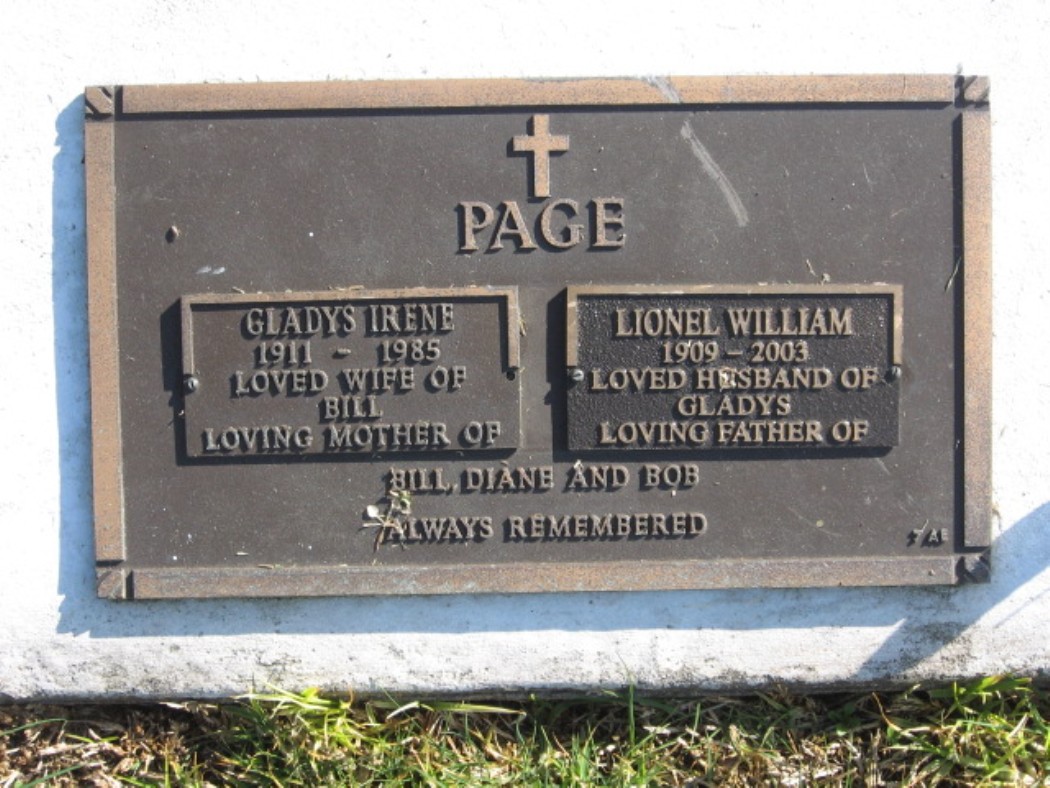 PAGE
GLADYS IRENE
1911 - 1985
LOVED WIFE OF
BILL
LOVING MOTHER OF
LIONEL WILLIAM
1909 - 2003
LOVED HUSBAND OF
GLADYS
LOVING FATHER OF
BILL, DIANE AND BOB
ALWAYS REMEMBERED